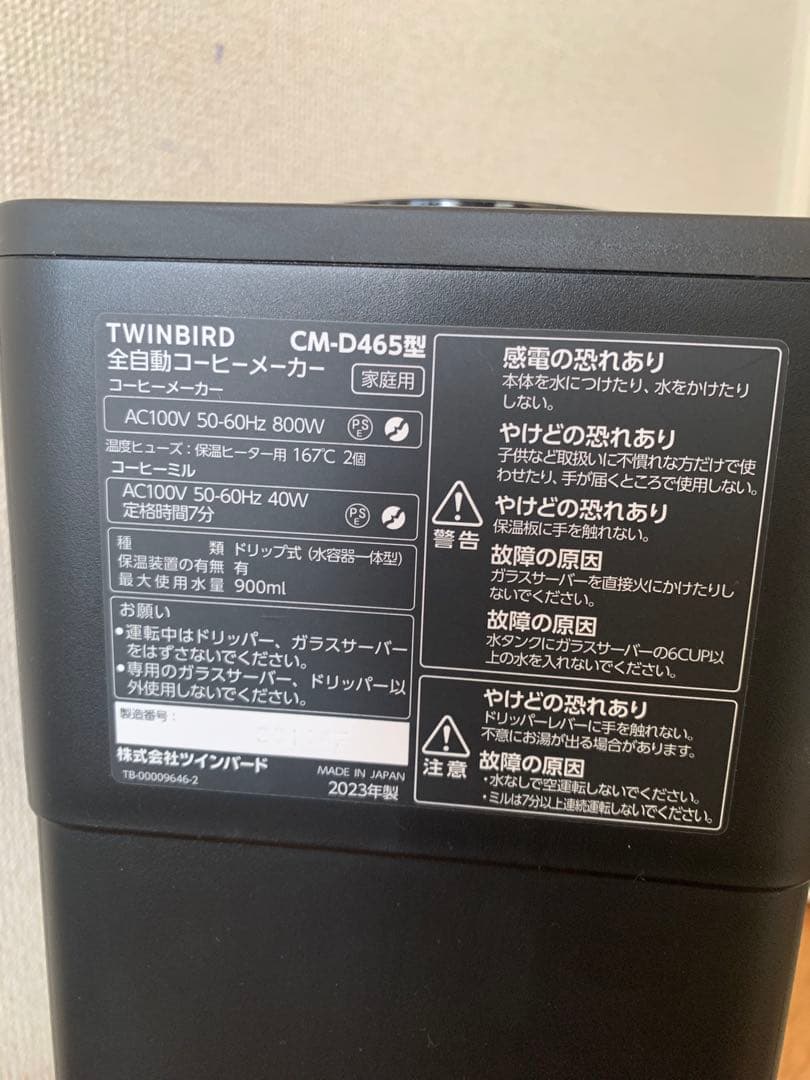 TWINBIRD CM-D465型
全自動コーヒーメーカー 家庭用
コーヒーメーカー
AC100V 50-60Hz 800W PSE
温度ヒューズ:保温ヒーター用 167℃ 2個
コーヒーミル
AC100V 50-60Hz 40W
定格時間7分 PSE
種類 ドリップ式(水容器一体型)
保温装置の有無 有
最大使用水量 900ml
お願い
•運転中はドリッパー、ガラスサーバー
をはずさないでください。
•専用のガラスサーバー、ドリッパー以
外使用しないでください。
製造番号:
株式会社ツインバード MADE IN JAPAN
TB-00009646-2 2023年製
警告
感電の恐れあり
本体を水につけたり、水をかけたり
しない。
やけどの恐れあり
子供など取扱いに不慣れな方だけで使
わせたり、手が届くところで使用しない。
やけどの恐れあり
保温板に手を触れない。
故障の原因
ガラスサーバーを直接火にかけたりし
ないでください。
故障の原因
水タンクにガラスサーバーの6CUP以
上の水を入れないでください。
注意
やけどの恐れあり
ドリッパーレバーに手を触れない。
不意にお湯が出る場合があります。
故障の原因
・水なしで空運転しないでください。
・ミルは7分以上連続運転しないでください。